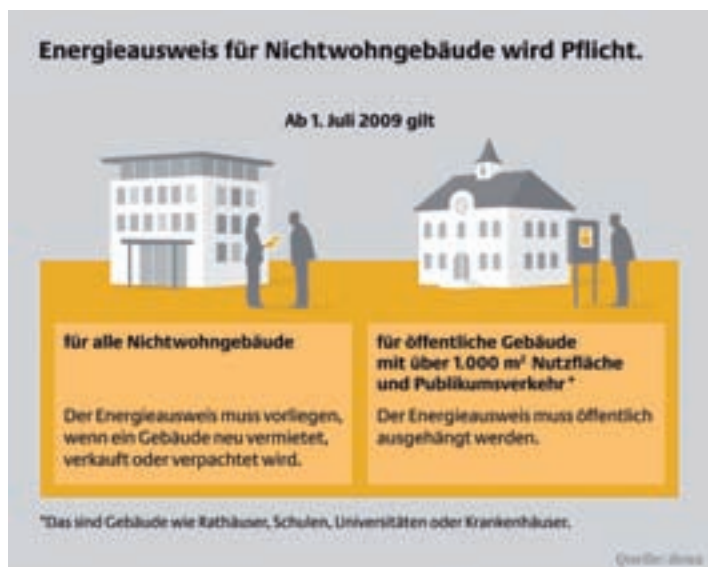 Energieausweis für Nichtwohngebäude wird Pflicht.
Ab 1. Juli 2009 gilt
für alle Nichtwohngebäude
Der Energieausweis muss vorliegen,
wenn ein Gebäude neu vermietet,
verkauft oder verpachtet wird.
für öffentliche Gebäude
mit über 1.000 m² Nutzfläche
und Publikumsverkehr*
Der Energieausweis muss öffentlich
ausgehängt werden.
*Das sind Gebäude wie Rathäuser, Schulen, Universitäten oder Krankenhäuser.
Quelle: dena